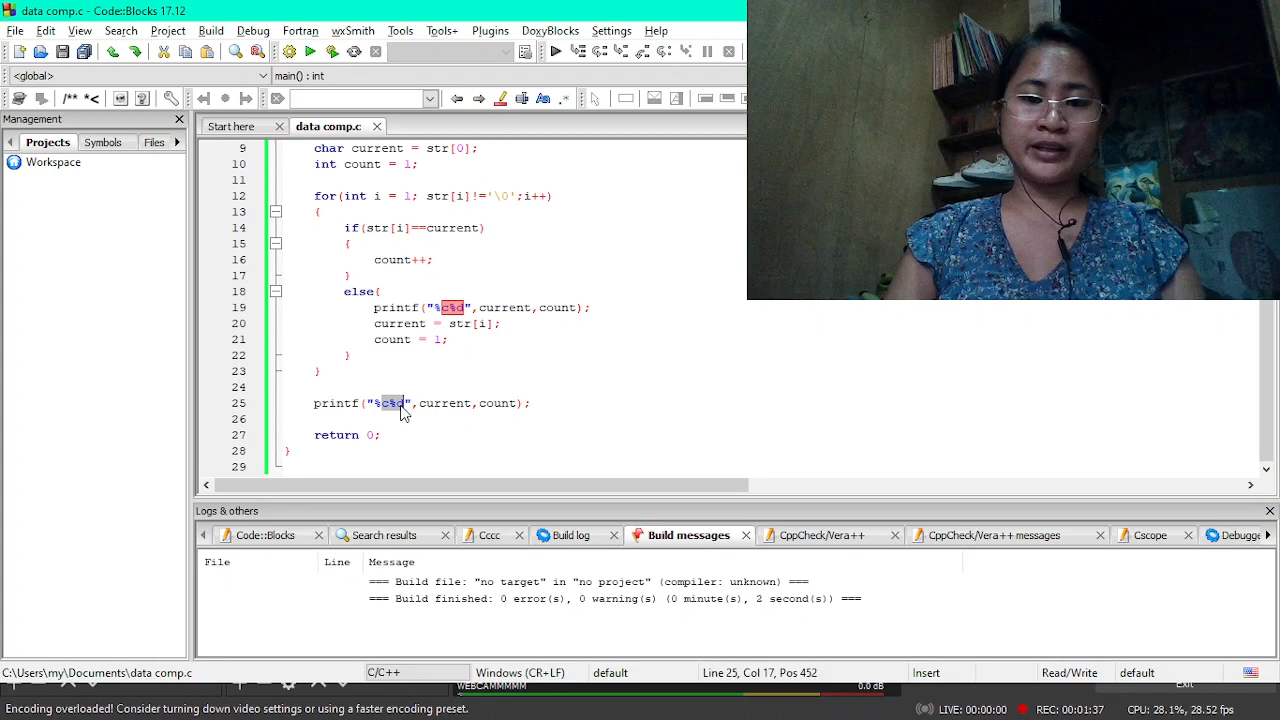 data comp.c - Code::Blocks 17.12
File Edit View Search Project Build Debug Fortran wxSmith Tools Tools+ Plugins DoxyBlocks Settings Help
<global> main() : int
/** *<
Management
Start here data comp.c
Projects Symbols Files
Workspace
9 char current = str[0];
10 int count = 1;
11
12 for(int i = 1; str[i]!='\0';i++)
13 {
14 if(str[i]==current)
15 {
16 count++;
17 }
18 else{
19 printf("%c%d",current,count);
20 current = str[i];
21 count = 1;
22 }
23 }
24
25 printf("%c%d",current,count);
26
27 return 0;
28 }
29
Logs & others
Code::Blocks Search results Cccc Build log Build messages CppCheck/Vera++ CppCheck/Vera++ messages Cscope Debugge
File Line Message
=== Build file: "no target" in "no project" (compiler: unknown) ===
=== Build finished: 0 error(s), 0 warning(s) (0 minute(s), 2 second(s)) ===
C:\Users\my\Documents\data comp.c C/C++ Windows (CR+LF) default Line 25, Col 17, Pos 452 Insert Read/Write default
WEBCAMMMMM 0.0 dB Exit
Encoding overloaded! Consider turning down video settings or using a faster encoding preset. LIVE: 00:00:00 REC: 00:01:37 CPU: 28.1%, 28.52 fps